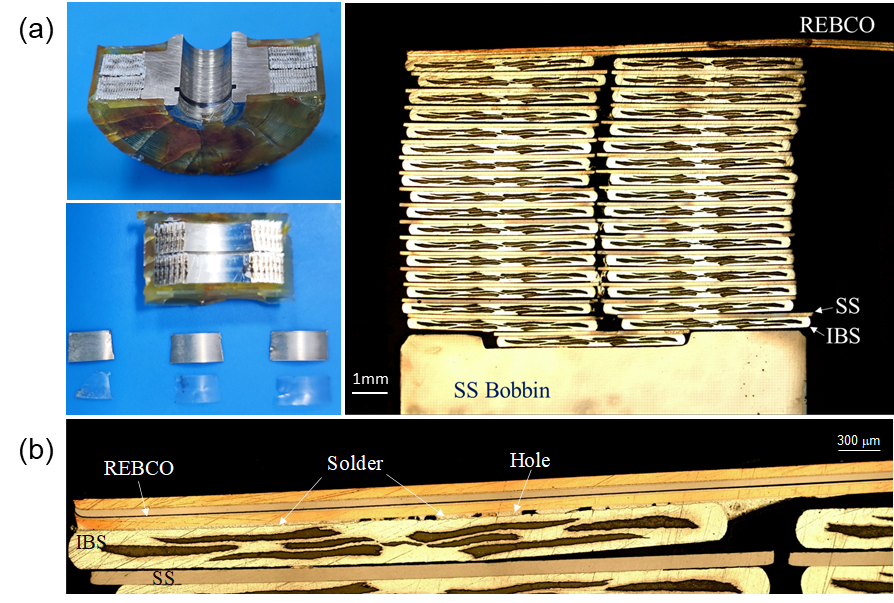 (a)
REBCO
SS
IBS
1mm
SS Bobbin
(b)
300 μm
REBCO
Solder
Hole
IBS
SS